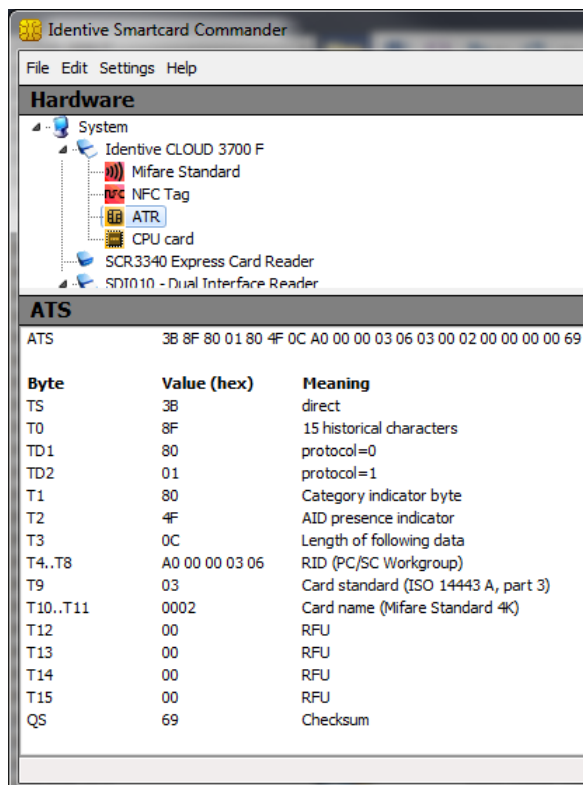 Identive Smartcard Commander
File Edit Settings Help
Hardware
System
Identive CLOUD 3700 F
Mifare Standard
NFC Tag
ATR
CPU card
SCR3340 Express Card Reader
SDI010 - Dual Interface Reader
ATS
ATS 3B 8F 80 01 80 4F 0C A0 00 00 03 06 03 00 02 00 00 00 00 69
Byte Value (hex) Meaning
TS 3B direct
T0 8F 15 historical characters
TD1 80 protocol=0
TD2 01 protocol=1
T1 80 Category indicator byte
T2 4F AID presence indicator
T3 0C Length of following data
T4..T8 A0 00 00 03 06 RID (PC/SC Workgroup)
T9 03 Card standard (ISO 14443 A, part 3)
T10..T11 0002 Card name (Mifare Standard 4K)
T12 00 RFU
T13 00 RFU
T14 00 RFU
T15 00 RFU
QS 69 Checksum